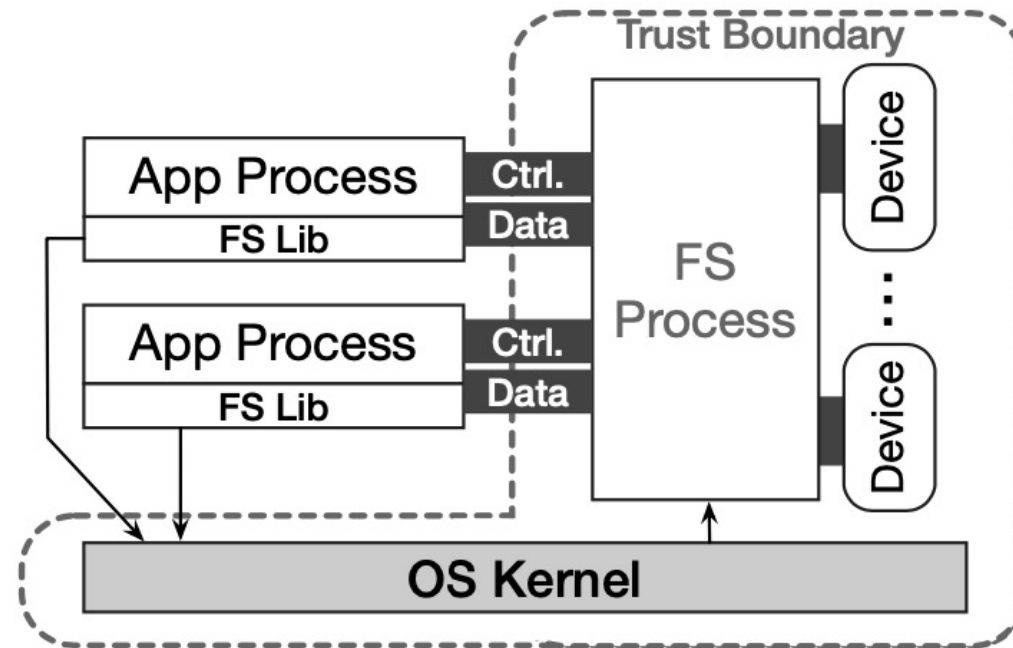 Trust Boundary
App Process
FS Lib
Ctrl.
Data
App Process
FS Lib
Ctrl.
Data
FS
Process
Device
...
Device
OS Kernel